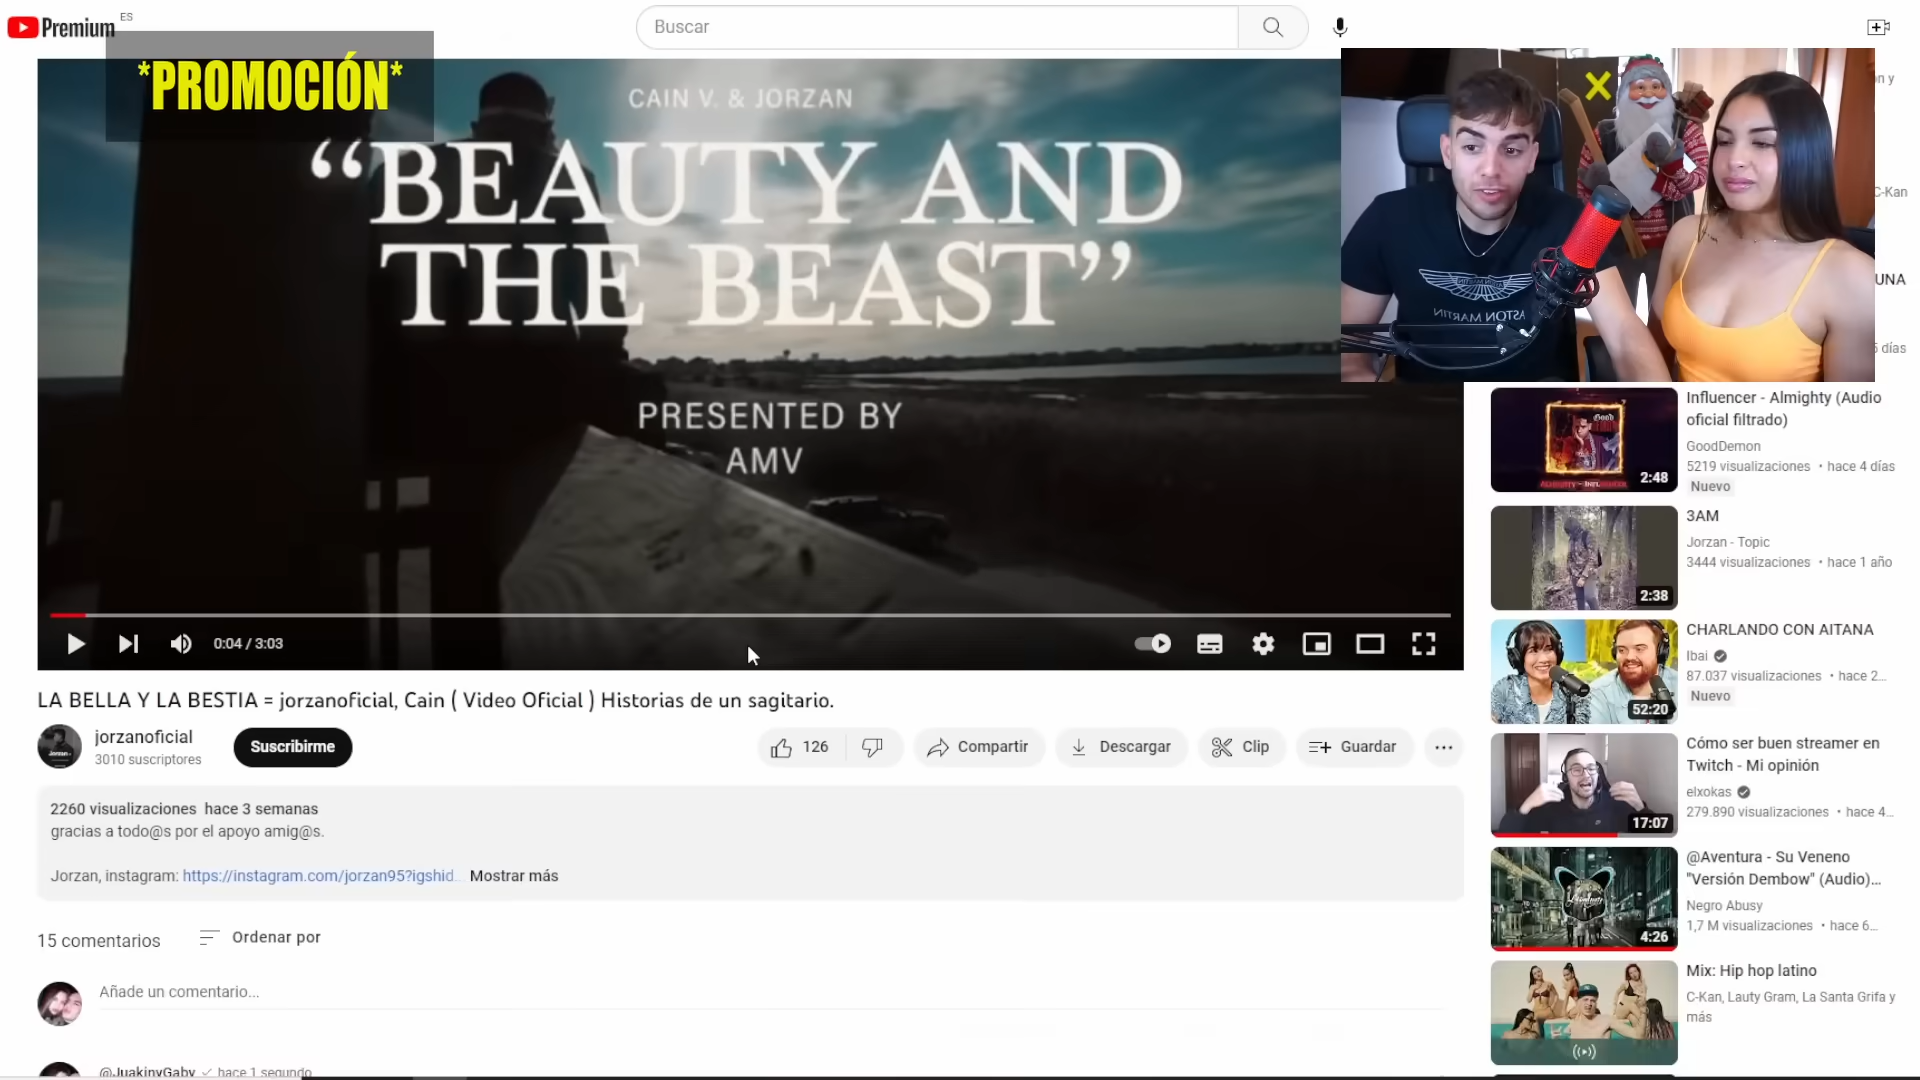 Premium
ES
Buscar
*PROMOCIÓN*
CAIN V. & JORZAN
“BEAUTY AND
THE BEAST”
PRESENTED BY
AMV
0:04 / 3:03
ASTON MARTIN
LA BELLA Y LA BESTIA = jorzanoficial, Cain ( Video Oficial ) Historias de un sagitario.
jorzanoficial
3010 suscriptores
Suscribirme
126
Compartir
Descargar
Clip
Guardar
2260 visualizaciones hace 3 semanas
gracias a todo@s por el apoyo amig@s.
Jorzan, instagram: https://instagram.com/jorzan95?igshid... Mostrar más
15 comentarios
Ordenar por
Añade un comentario...
@JuakinyGaby hace 1 segundo
n y
C-Kan
UNA
días
Influencer - Almighty (Audio
oficial filtrado)
GoodDemon
5219 visualizaciones • hace 4 días
Nuevo
2:48
3AM
Jorzan - Topic
3444 visualizaciones • hace 1 año
2:38
CHARLANDO CON AITANA
Ibai
87.037 visualizaciones • hace 2...
Nuevo
52:20
Cómo ser buen streamer en
Twitch - Mi opinión
elxokas
279.890 visualizaciones • hace 4...
17:07
@Aventura - Su Veneno
"Versión Dembow" (Audio)...
Negro Abusy
1,7 M visualizaciones • hace 6...
4:26
Mix: Hip hop latino
C-Kan, Lauty Gram, La Santa Grifa y
más